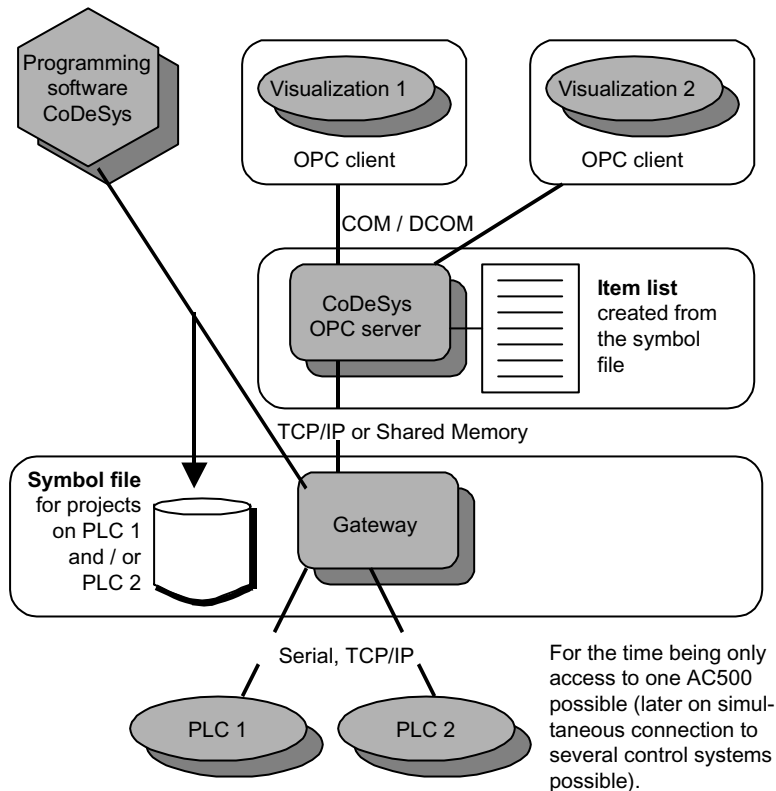 Programming
software
CoDeSys
Visualization 1
OPC client
Visualization 2
OPC client
COM / DCOM
CoDeSys
OPC server
Item list
created from
the symbol
file
TCP/IP or Shared Memory
Symbol file
for projects
on PLC 1
and / or
PLC 2
Gateway
Serial, TCP/IP
PLC 1
PLC 2
For the time being only
access to one AC500
possible (later on simul-
taneous connection to
several control systems
possible).